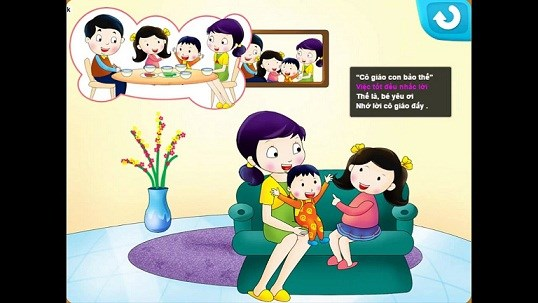 k
"Cô giáo con bảo thế"
Việc tốt đâu nhắc lời
Thế là, bé yêu ơi
Nhớ lời cô giáo đấy .